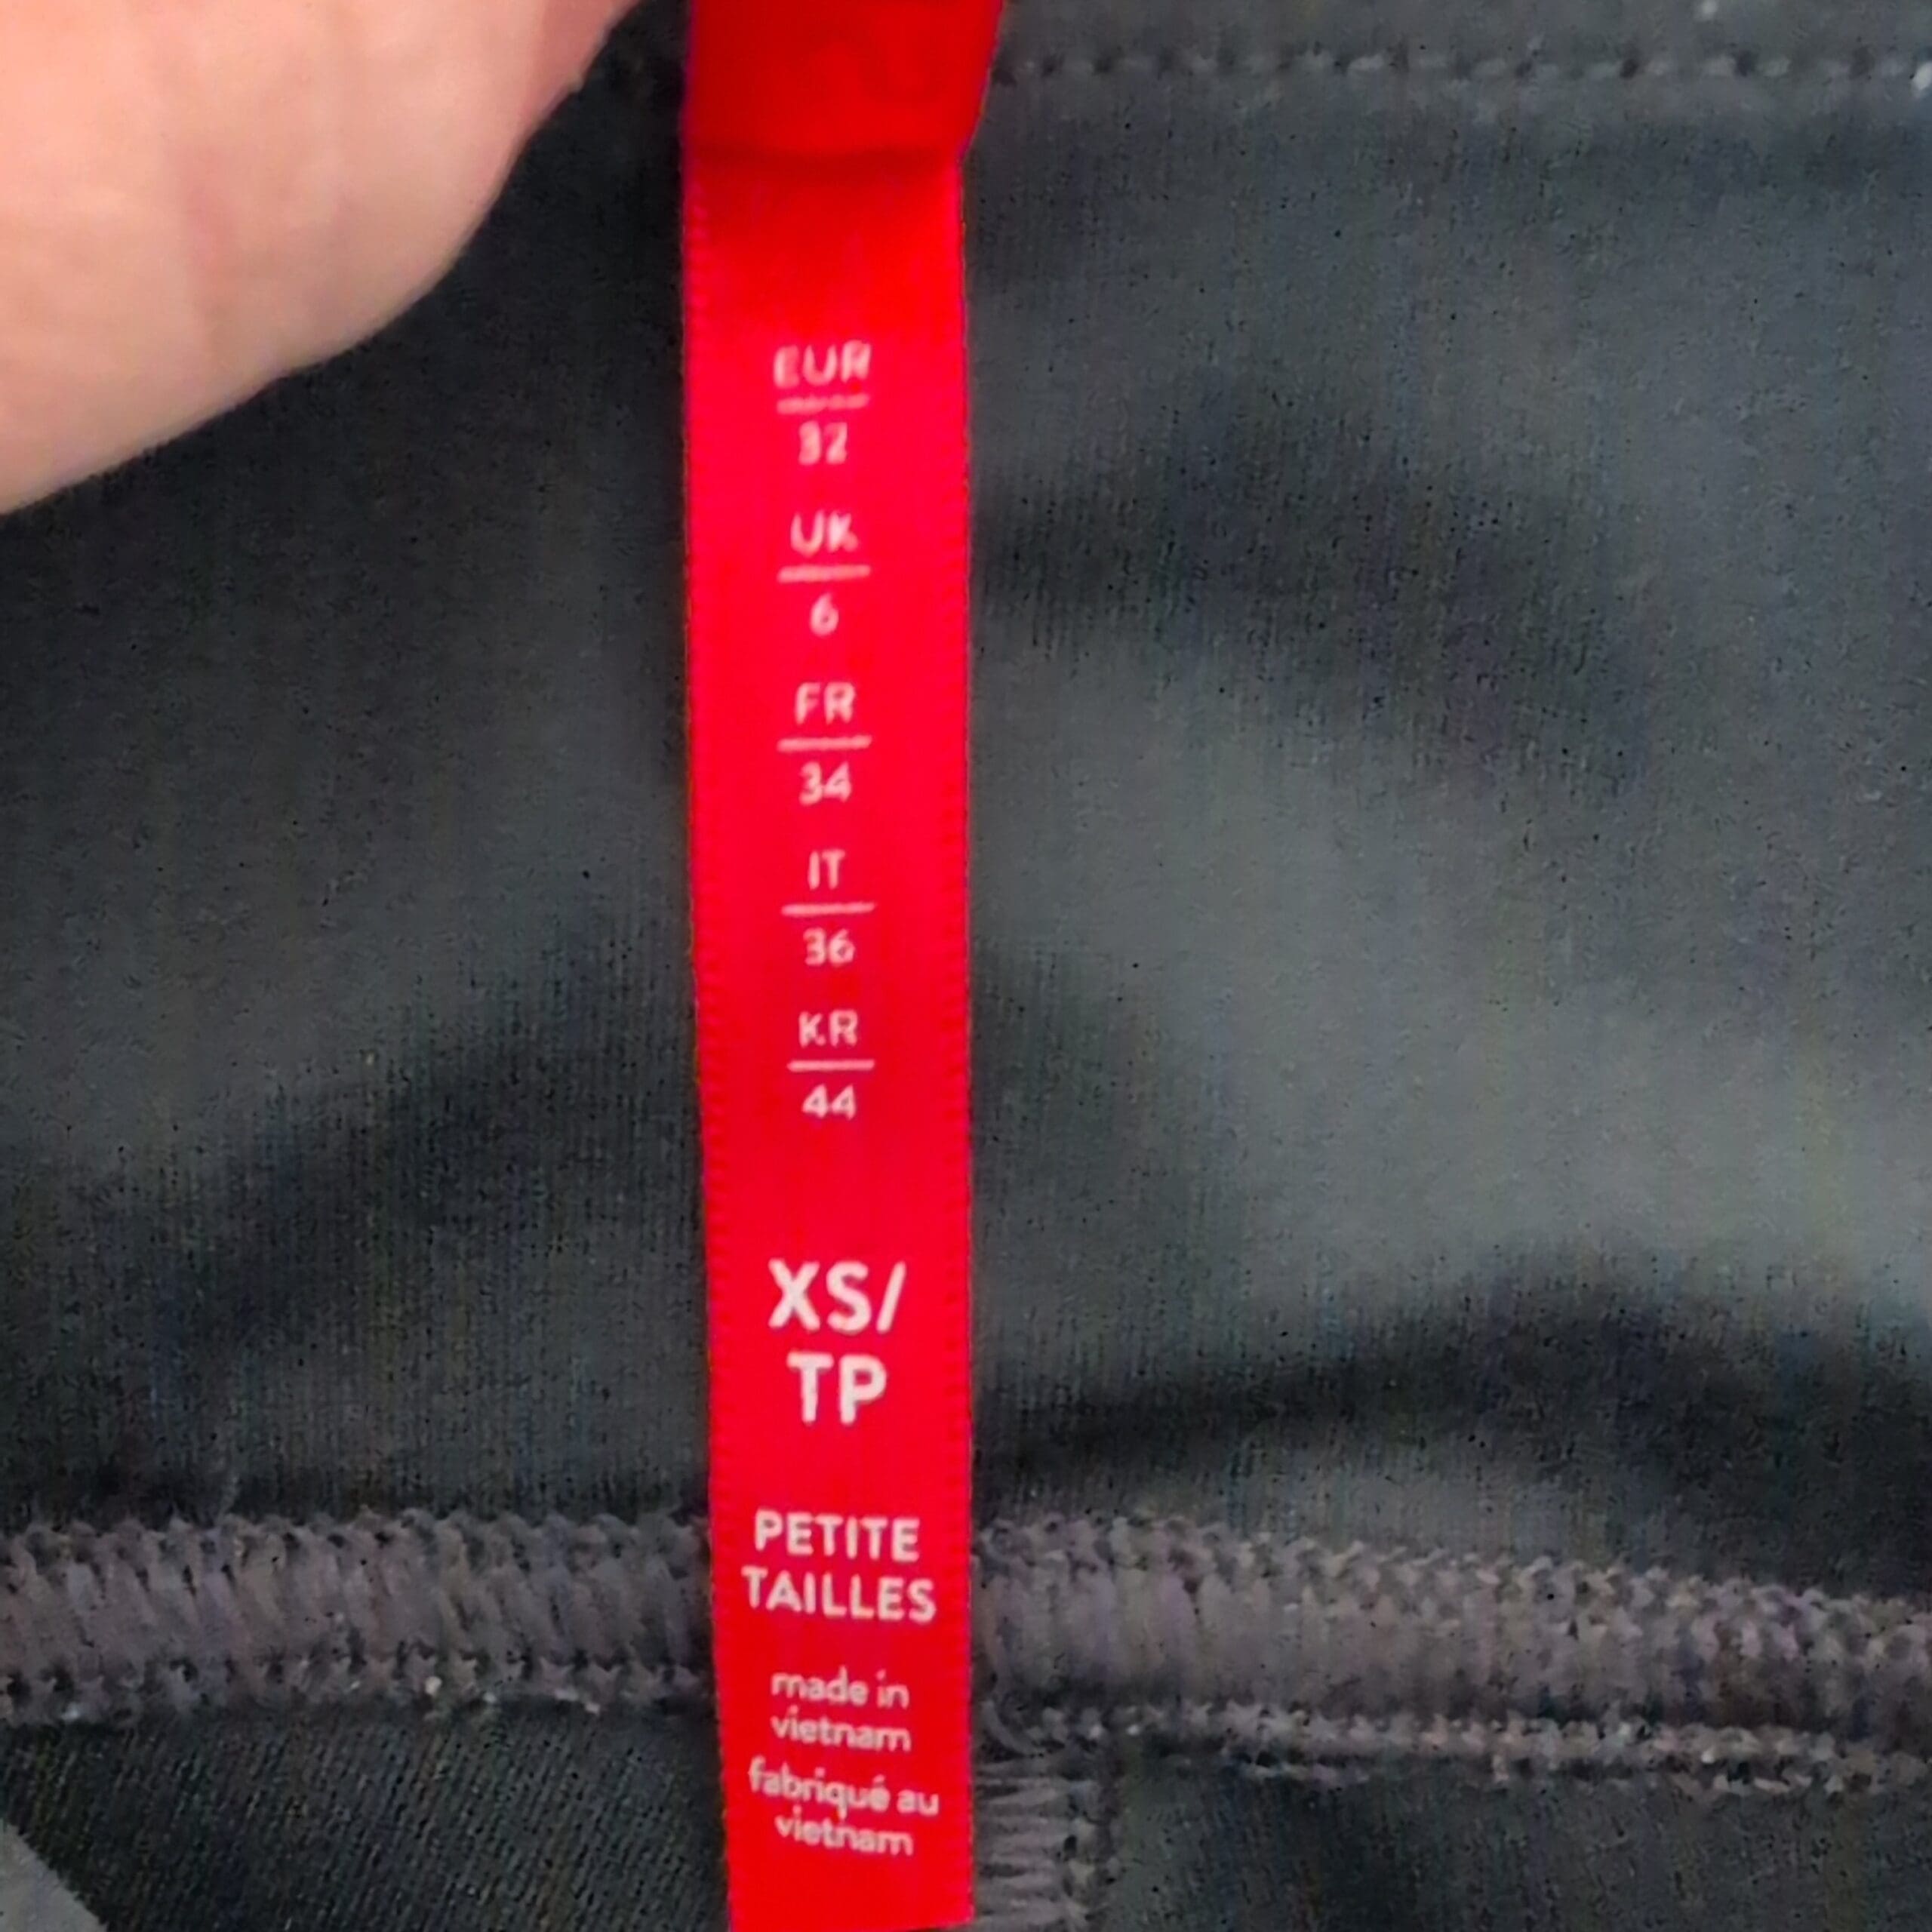 EUR
32
UK
6
FR
34
IT
36
KR
44
XS/
TP
PETITE
TAILLES
made in
vietnam
fabriqué au
vietnam